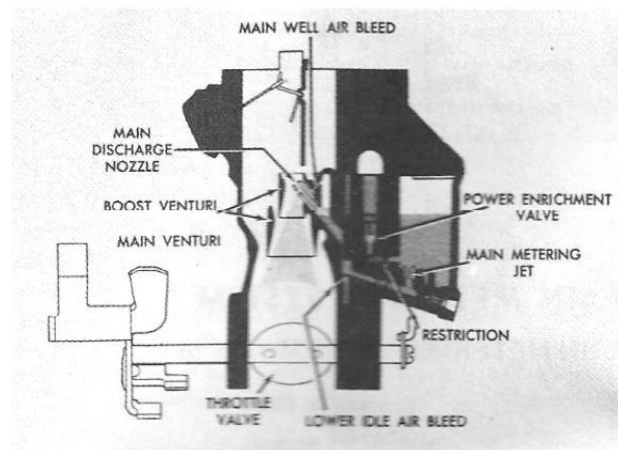 MAIN WELL AIR BLEED
MAIN
DISCHARGE
NOZZLE
BOOST VENTURI
MAIN VENTURI
POWER ENRICHMENT
VALVE
MAIN METERING
JET
RESTRICTION
THROTTLE
VALVE
LOWER IDLE AIR BLEED